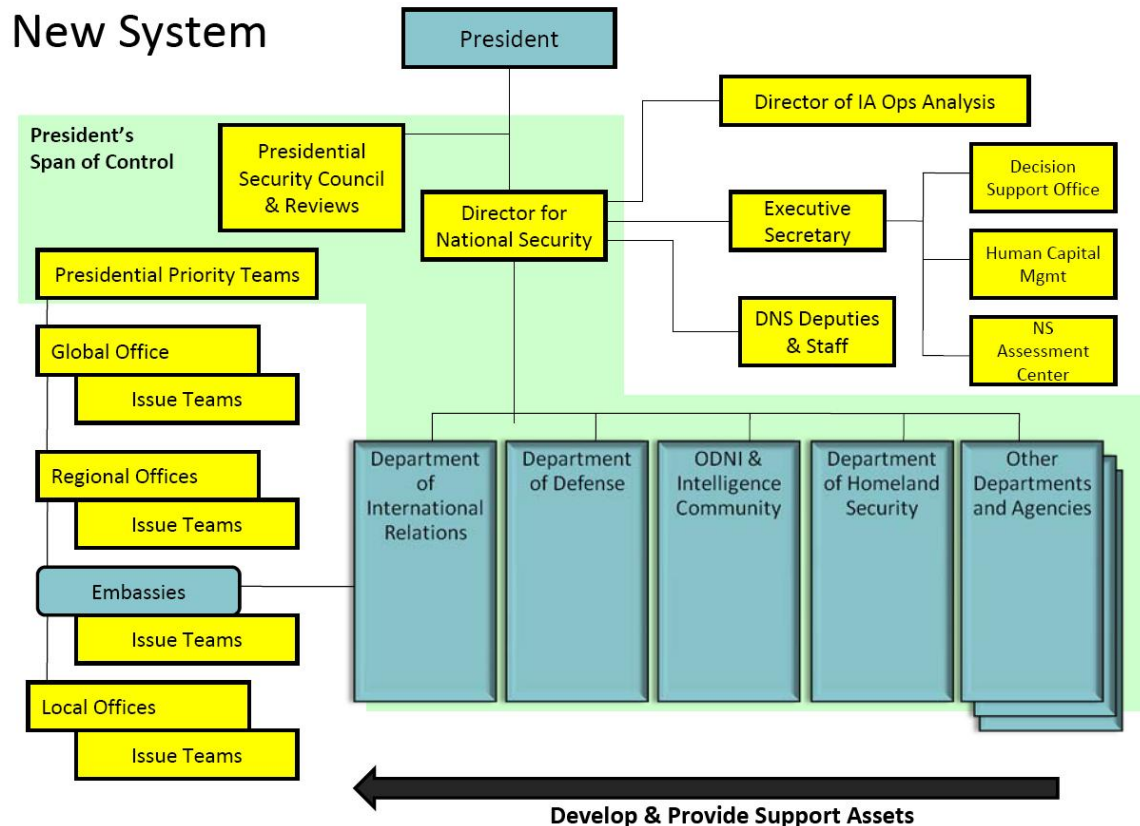 New System
President
Director of IA Ops Analysis
President's
Span of Control
Presidential
Security Council
& Reviews
Director for
National Security
Executive
Secretary
Decision
Support Office
Human Capital
Mgmt
NS
Assessment
Center
DNS Deputies
& Staff
Presidential Priority Teams
Global Office
Issue Teams
Regional Offices
Issue Teams
Embassies
Issue Teams
Local Offices
Issue Teams
Department
of
International
Relations
Department
of Defense
ODNI &
Intelligence
Community
Department
of Homeland
Security
Other
Departments
and Agencies
Develop & Provide Support Assets